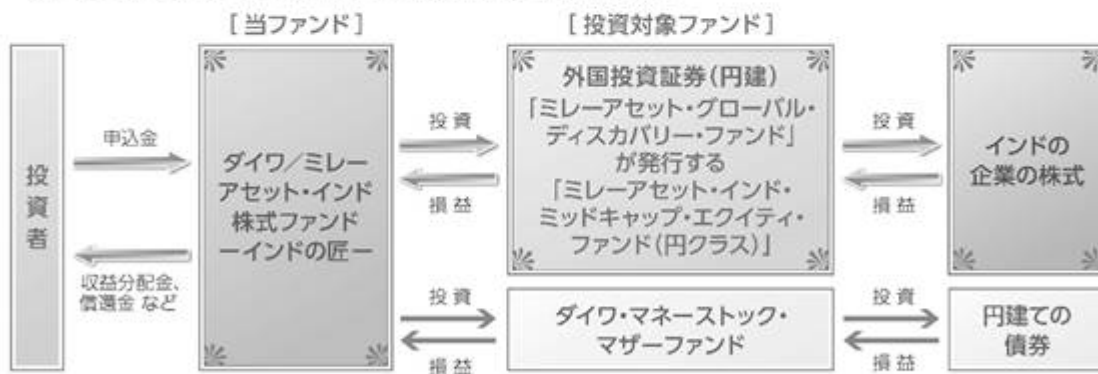 [当ファンド]
[投資対象ファンド]
投資者
申込金
収益分配金、
償還金 など
ダイワ／ミレー
アセット・インド
株式ファンド
ーインドの匠ー
投資
損益
外国投資証券(円建)
「ミレーアセット・グローバル・
ディスカバリー・ファンド」
が発行する
「ミレーアセット・インド・
ミッドキャップ・エクイティ・
ファンド(円クラス)」
投資
損益
インドの
企業の株式
投資
損益
ダイワ・マネーストック・
マザーファンド
投資
損益
円建ての
債券